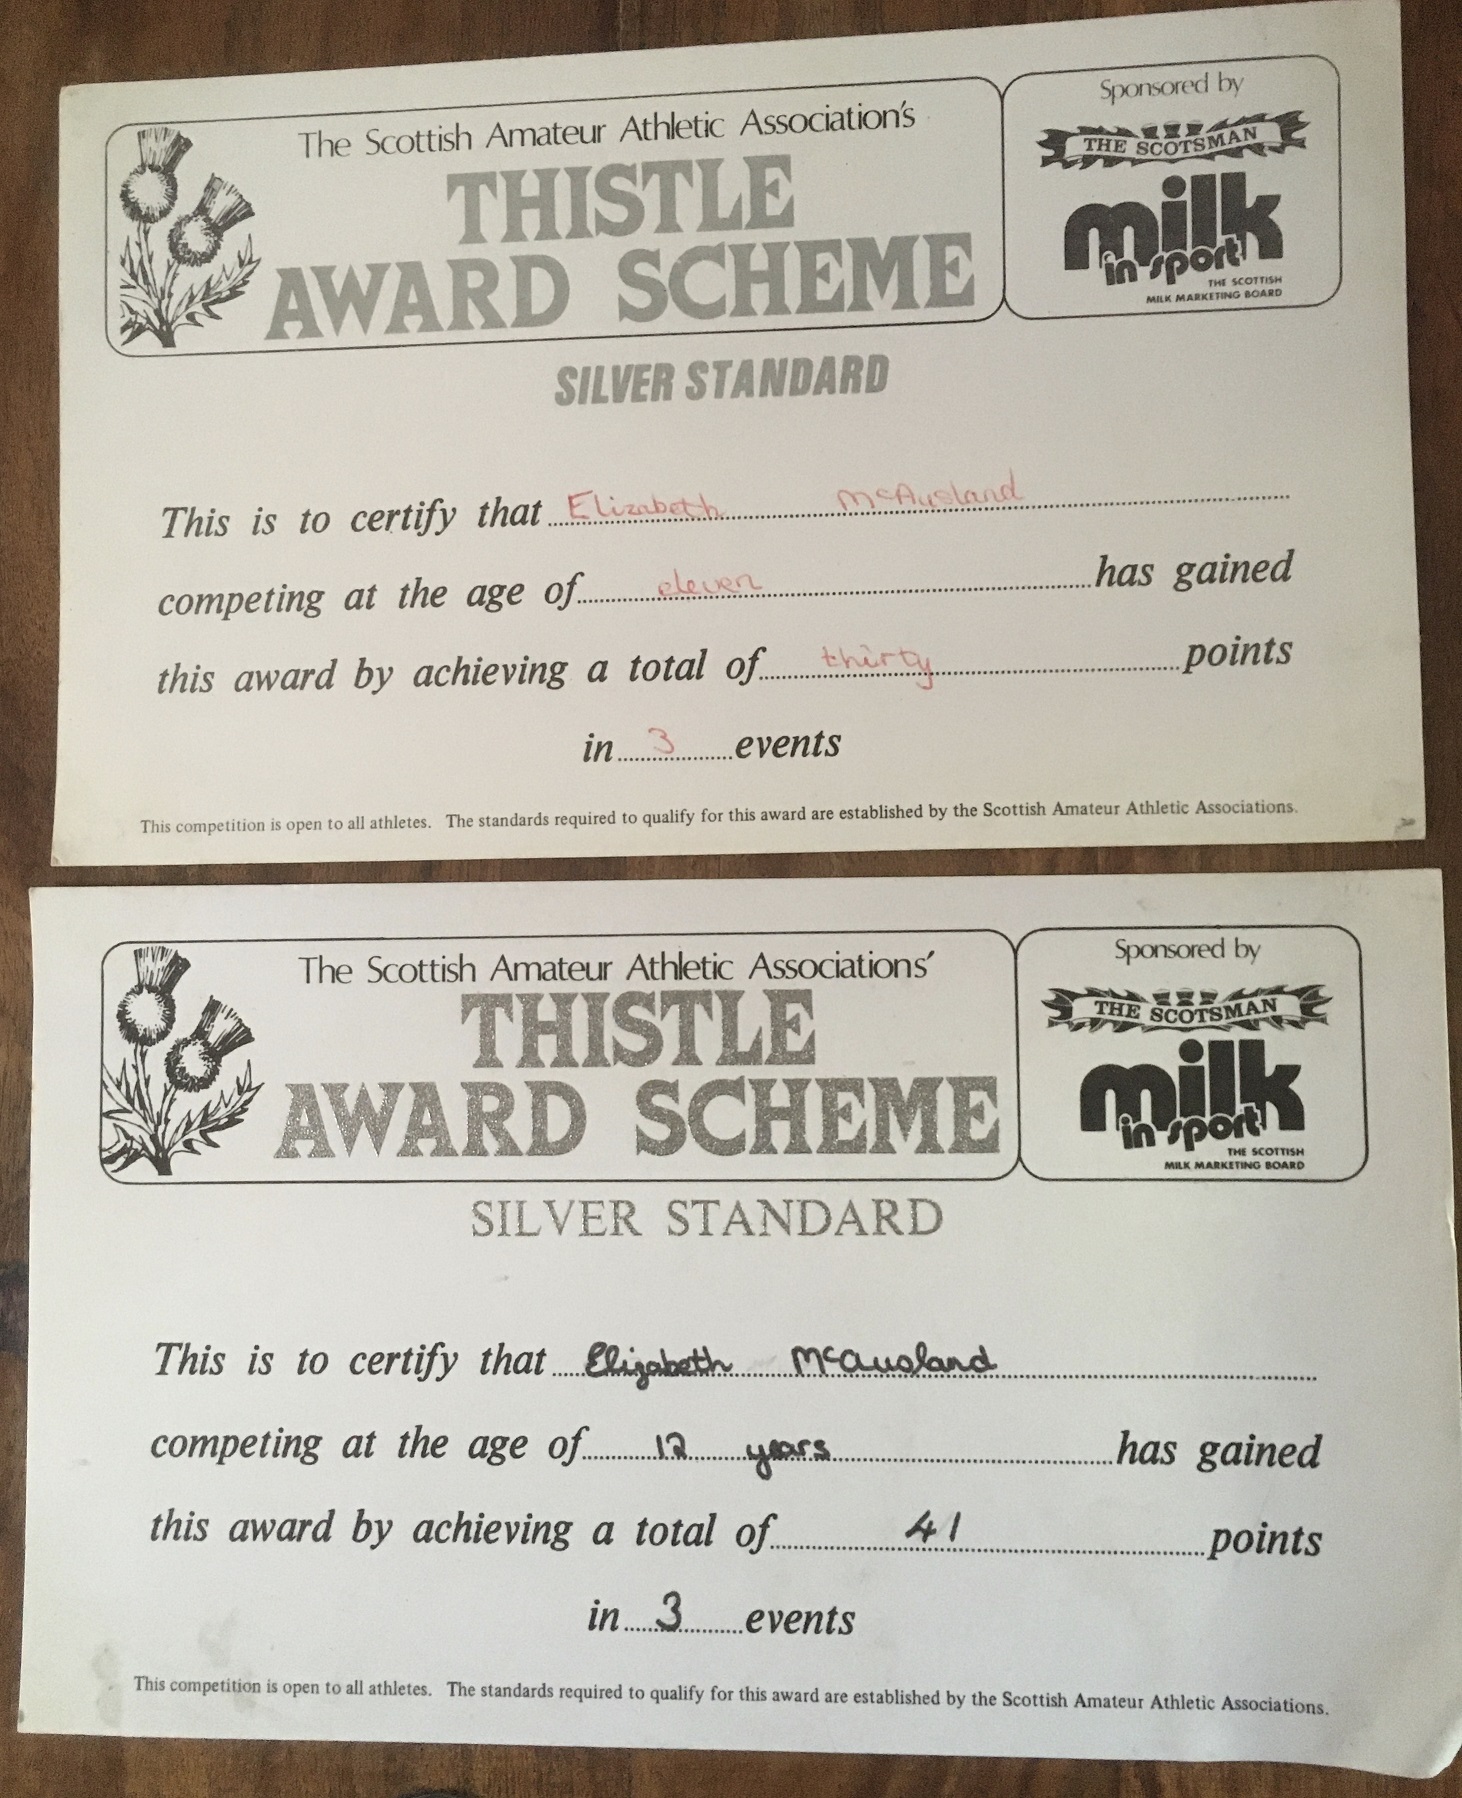 The Scottish Amateur Athletic Association's
THISTLE
AWARD SCHEME
Sponsored by
THE SCOTSMAN
milk
in sport
THE SCOTTISH
MILK MARKETING BOARD
SILVER STANDARD
This is to certify that Elizabeth McAusland
competing at the age of eleven has gained
this award by achieving a total of thirty points
in 3 events
This competition is open to all athletes. The standards required to qualify for this award are established by the Scottish Amateur Athletic Associations.
The Scottish Amateur Athletic Associations'
THISTLE
AWARD SCHEME
Sponsored by
THE SCOTSMAN
milk
in sport
THE SCOTTISH
MILK MARKETING BOARD
SILVER STANDARD
This is to certify that Elizabeth McAusland
competing at the age of 12 years has gained
this award by achieving a total of 41 points
in 3 events
This competition is open to all athletes. The standards required to qualify for this award are established by the Scottish Amateur Athletic Associations.